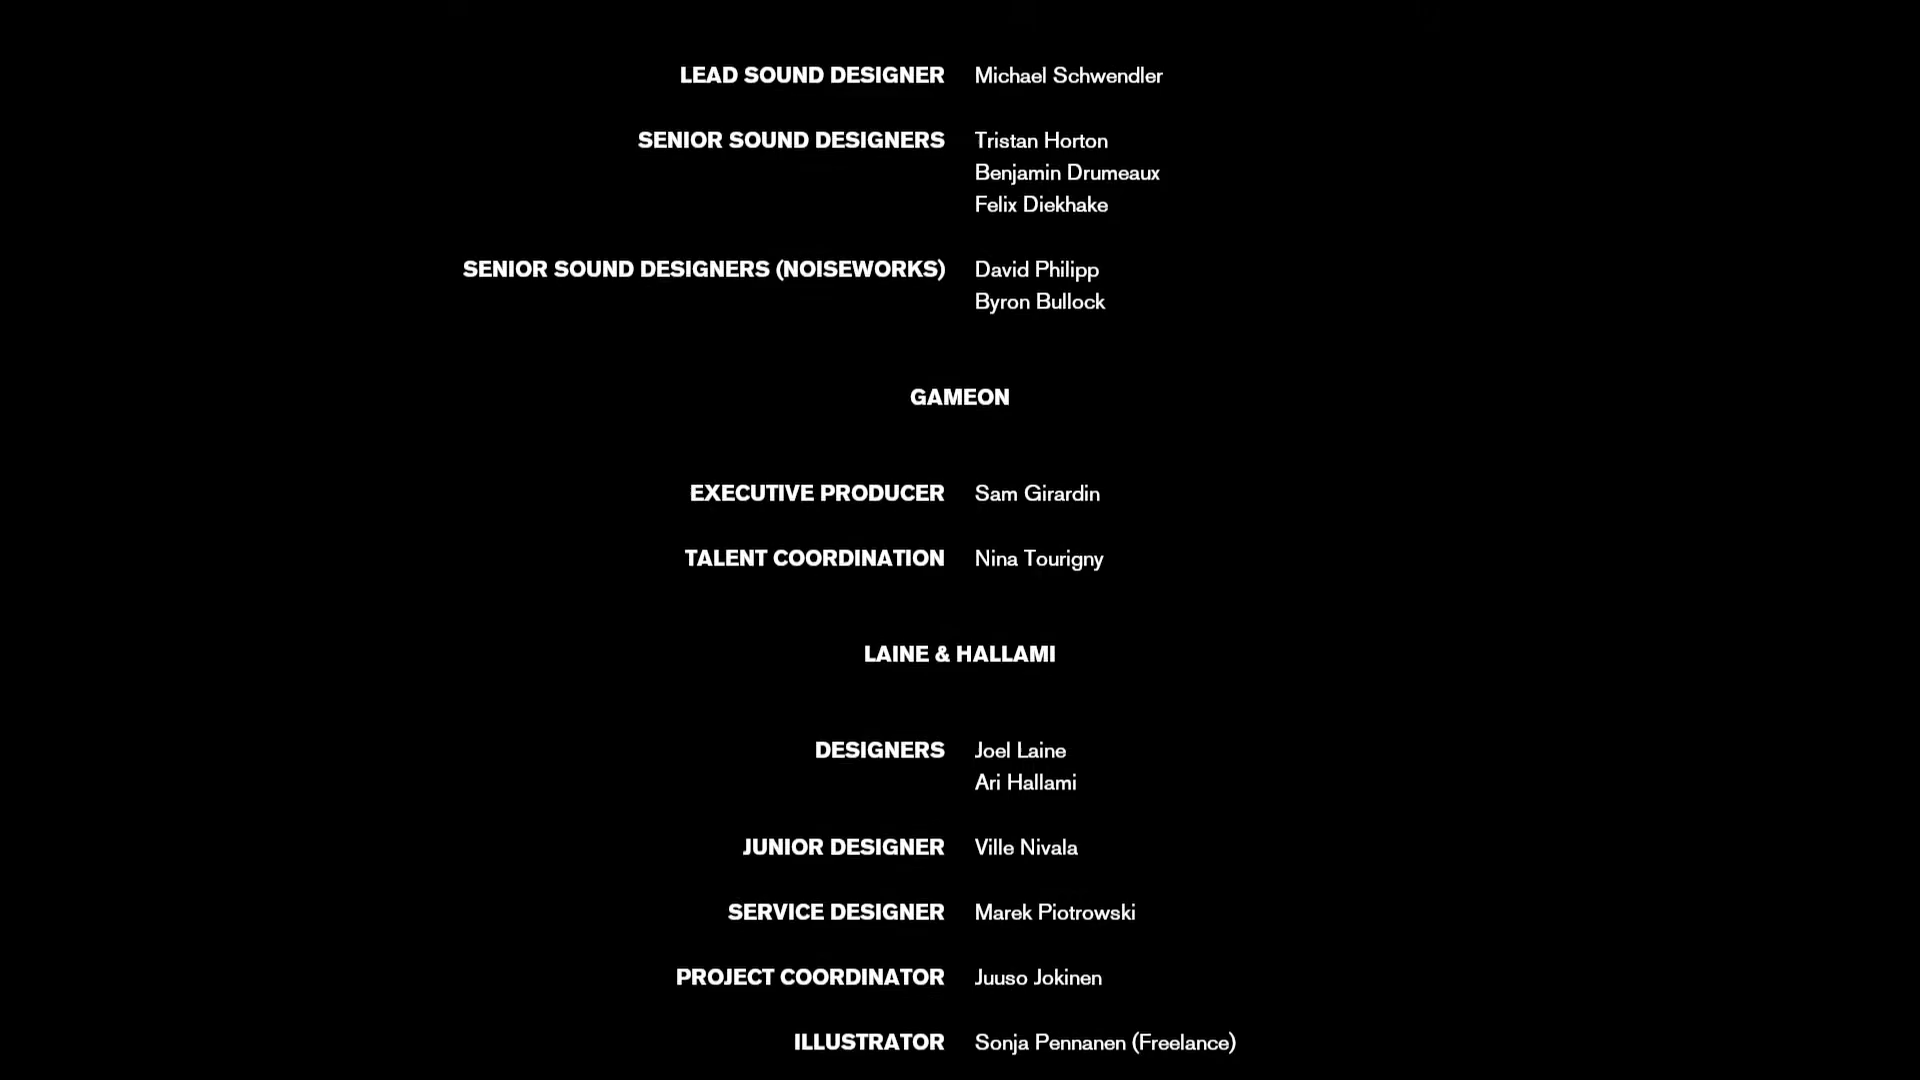 LEAD SOUND DESIGNER Michael Schwendler
SENIOR SOUND DESIGNERS Tristan Horton
Benjamin Drumeaux
Felix Diekhake
SENIOR SOUND DESIGNERS (NOISEWORKS) David Philipp
Byron Bullock
GAMEON
EXECUTIVE PRODUCER Sam Girardin
TALENT COORDINATION Nina Tourigny
LAINE & HALLAMI
DESIGNERS Joel Laine
Ari Hallami
JUNIOR DESIGNER Ville Nivala
SERVICE DESIGNER Marek Piotrowski
PROJECT COORDINATOR Juuso Jokinen
ILLUSTRATOR Sonja Pennanen (Freelance)